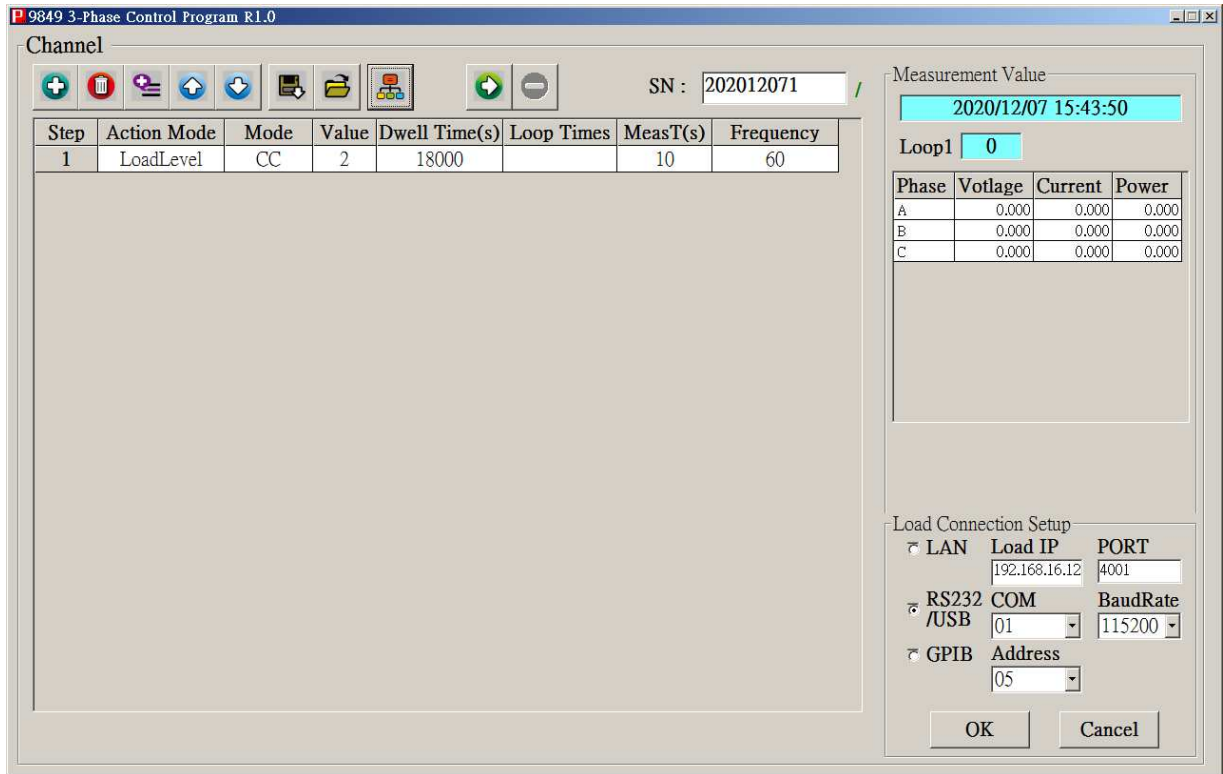 9849 3-Phase Control Program R1.0
Channel
SN : 202012071 /
Step Action Mode Mode Value Dwell Time(s) Loop Times MeasT(s) Frequency
1 LoadLevel CC 2 18000 10 60
Measurement Value
2020/12/07 15:43:50
Loop1 0
Phase Votlage Current Power
A 0.000 0.000 0.000
B 0.000 0.000 0.000
C 0.000 0.000 0.000
Load Connection Setup
LAN Load IP PORT
192.168.16.12 4001
RS232 COM BaudRate
/USB 01 115200
GPIB Address
05
OK Cancel